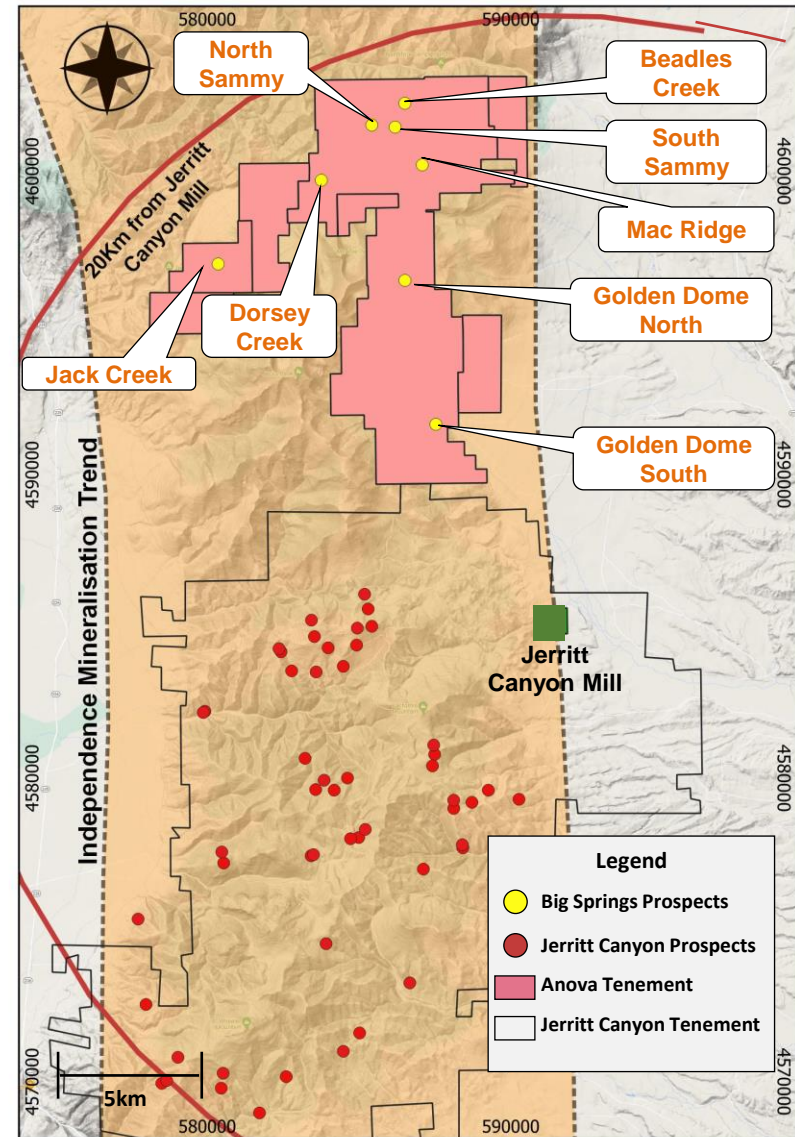 580000
590000
North
Sammy
Beadles
Creek
South
Sammy
Mac Ridge
4600000
4600000
20Km from Jerritt
Canyon Mill
Dorsey
Creek
Golden Dome
North
Jack Creek
Golden Dome
South
4590000
4590000
Independence Mineralisation Trend
Jerritt
Canyon Mill
4580000
4580000
Legend
Big Springs Prospects
Jerritt Canyon Prospects
Anova Tenement
Jerritt Canyon Tenement
4570000
4570000
5km
580000
590000